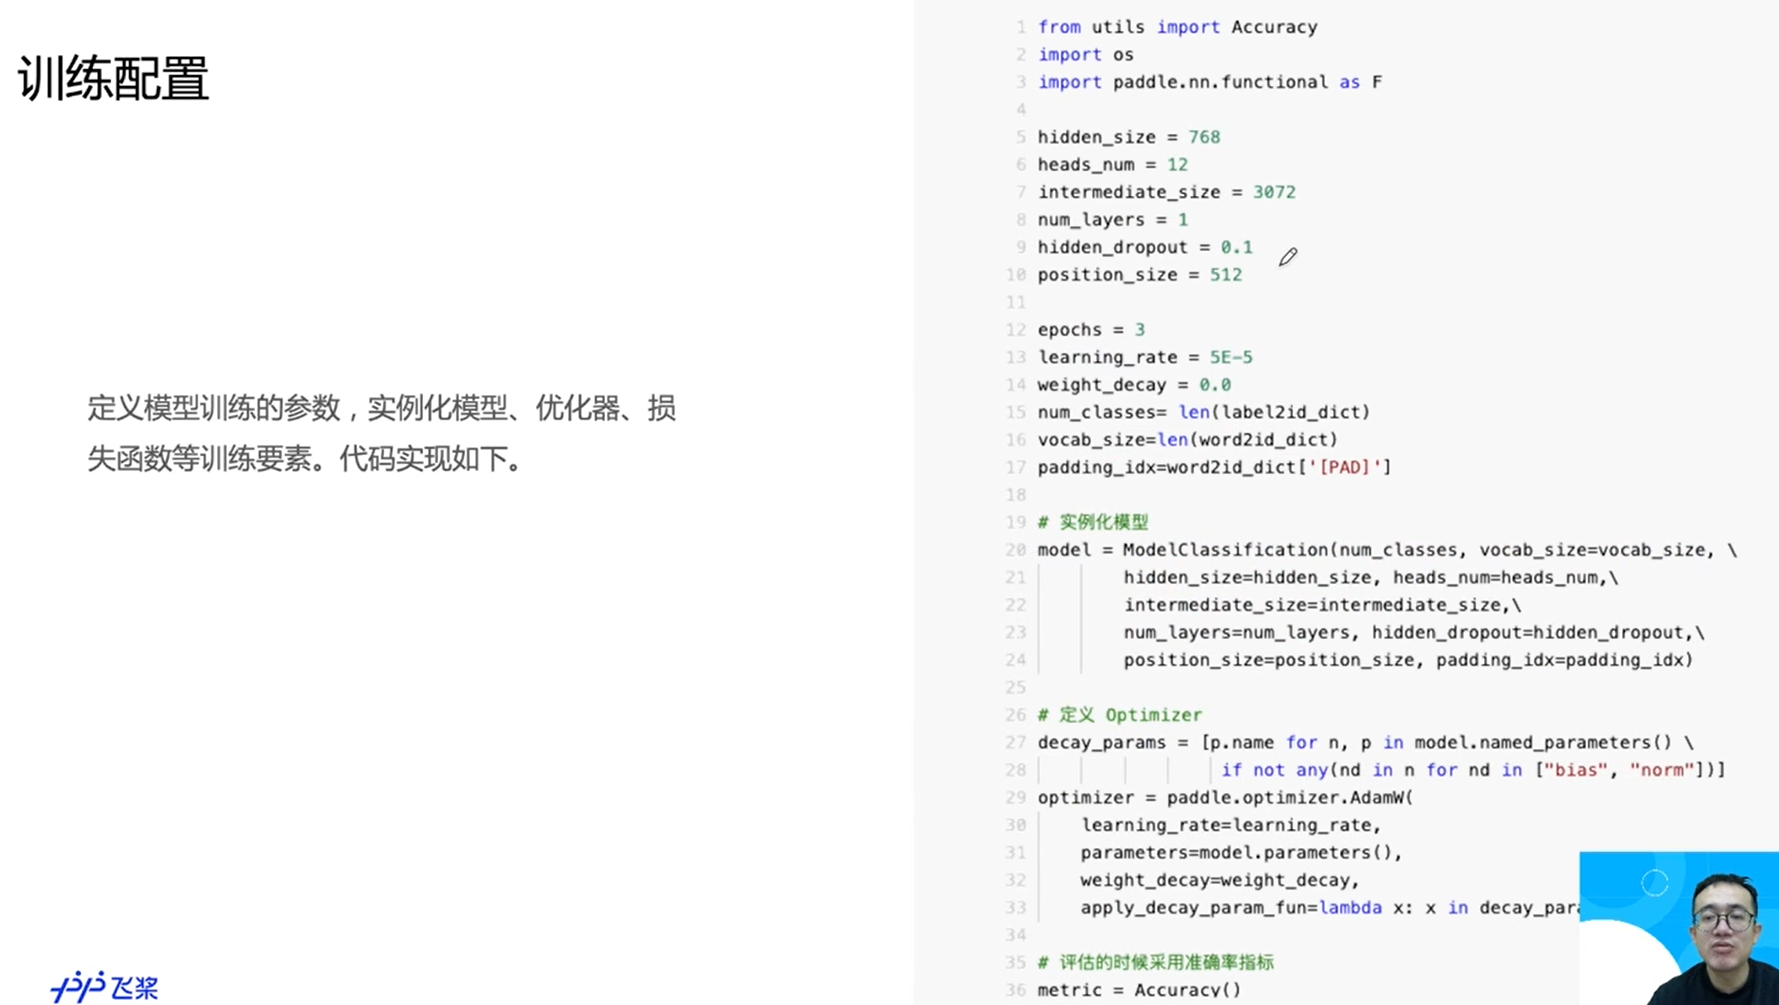 训练配置
定义模型训练的参数，实例化模型、优化器、损
失函数等训练要素。代码实现如下。
1 from utils import Accuracy
2 import os
3 import paddle.nn.functional as F
4
5 hidden_size = 768
6 heads_num = 12
7 intermediate_size = 3072
8 num_layers = 1
9 hidden_dropout = 0.1
10 position_size = 512
11
12 epochs = 3
13 learning_rate = 5E-5
14 weight_decay = 0.0
15 num_classes= len(label2id_dict)
16 vocab_size=len(word2id_dict)
17 padding_idx=word2id_dict['[PAD]']
18
19 # 实例化模型
20 model = ModelClassification(num_classes, vocab_size=vocab_size, \
21 hidden_size=hidden_size, heads_num=heads_num,\
22 intermediate_size=intermediate_size,\
23 num_layers=num_layers, hidden_dropout=hidden_dropout,\
24 position_size=position_size, padding_idx=padding_idx)
25
26 # 定义 Optimizer
27 decay_params = [p.name for n, p in model.named_parameters() \
28 if not any(nd in n for nd in ["bias", "norm"])]
29 optimizer = paddle.optimizer.AdamW(
30 learning_rate=learning_rate,
31 parameters=model.parameters(),
32 weight_decay=weight_decay,
33 apply_decay_param_fun=lambda x: x in decay_para
34
35 # 评估的时候采用准确率指标
36 metric = Accuracy()
飞桨